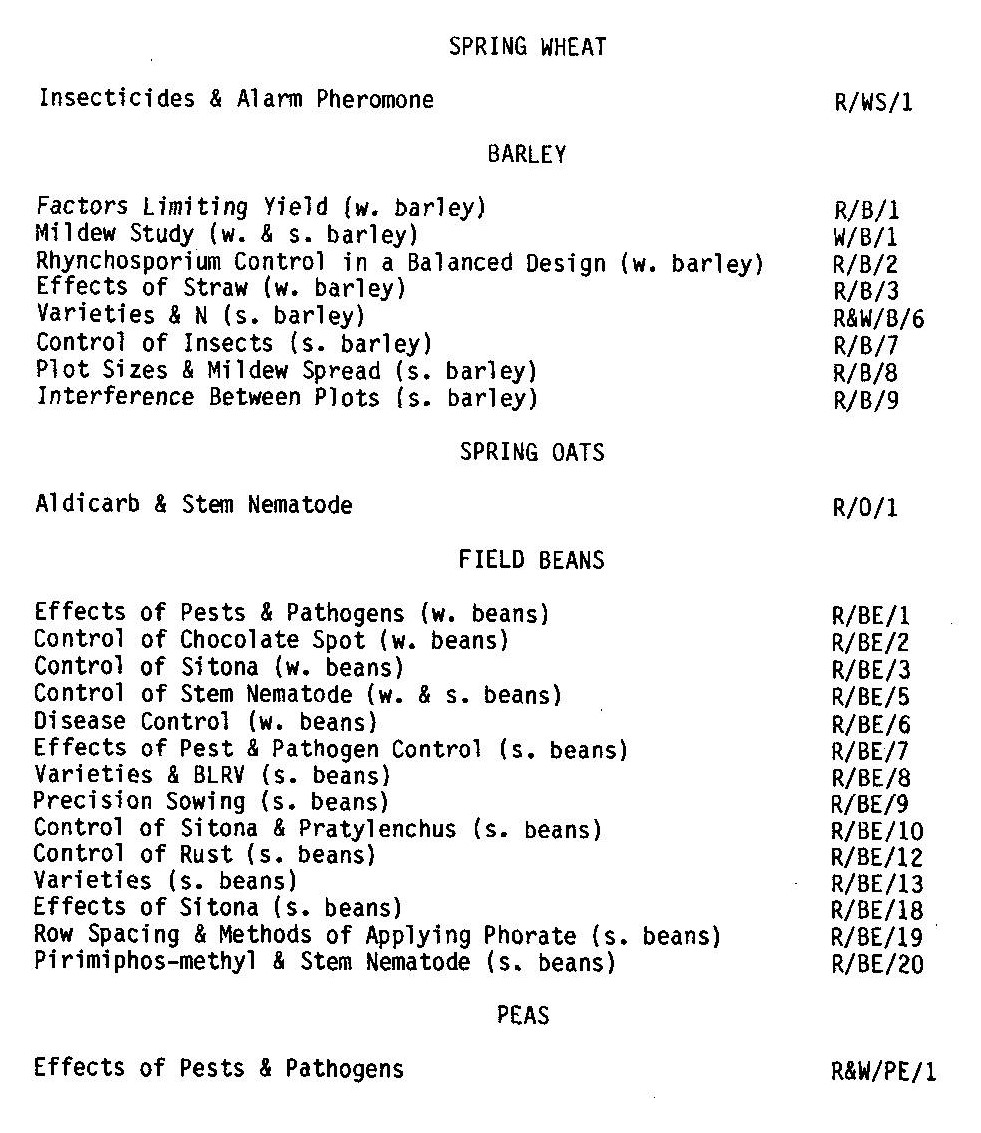 SPRING WHEAT
Insecticides & Alarm Pheromone R/WS/1
BARLEY
Factors Limiting Yield (w. barley) R/B/1
Mildew Study (w. & s. barley) W/B/1
Rhynchosporium Control in a Balanced Design (w. barley) R/B/2
Effects of Straw (w. barley) R/B/3
Varieties & N (s. barley) R&W/B/6
Control of Insects (s. barley) R/B/7
Plot Sizes & Mildew Spread (s. barley) R/B/8
Interference Between Plots (s. barley) R/B/9
SPRING OATS
Aldicarb & Stem Nematode R/O/1
FIELD BEANS
Effects of Pests & Pathogens (w. beans) R/BE/1
Control of Chocolate Spot (w. beans) R/BE/2
Control of Sitona (w. beans) R/BE/3
Control of Stem Nematode (w. & s. beans) R/BE/5
Disease Control (w. beans) R/BE/6
Effects of Pest & Pathogen Control (s. beans) R/BE/7
Varieties & BLRV (s. beans) R/BE/8
Precision Sowing (s. beans) R/BE/9
Control of Sitona & Pratylenchus (s. beans) R/BE/10
Control of Rust (s. beans) R/BE/12
Varieties (s. beans) R/BE/13
Effects of Sitona (s. beans) R/BE/18
Row Spacing & Methods of Applying Phorate (s. beans) R/BE/19
Pirimiphos-methyl & Stem Nematode (s. beans) R/BE/20
PEAS
Effects of Pests & Pathogens R&W/PE/1